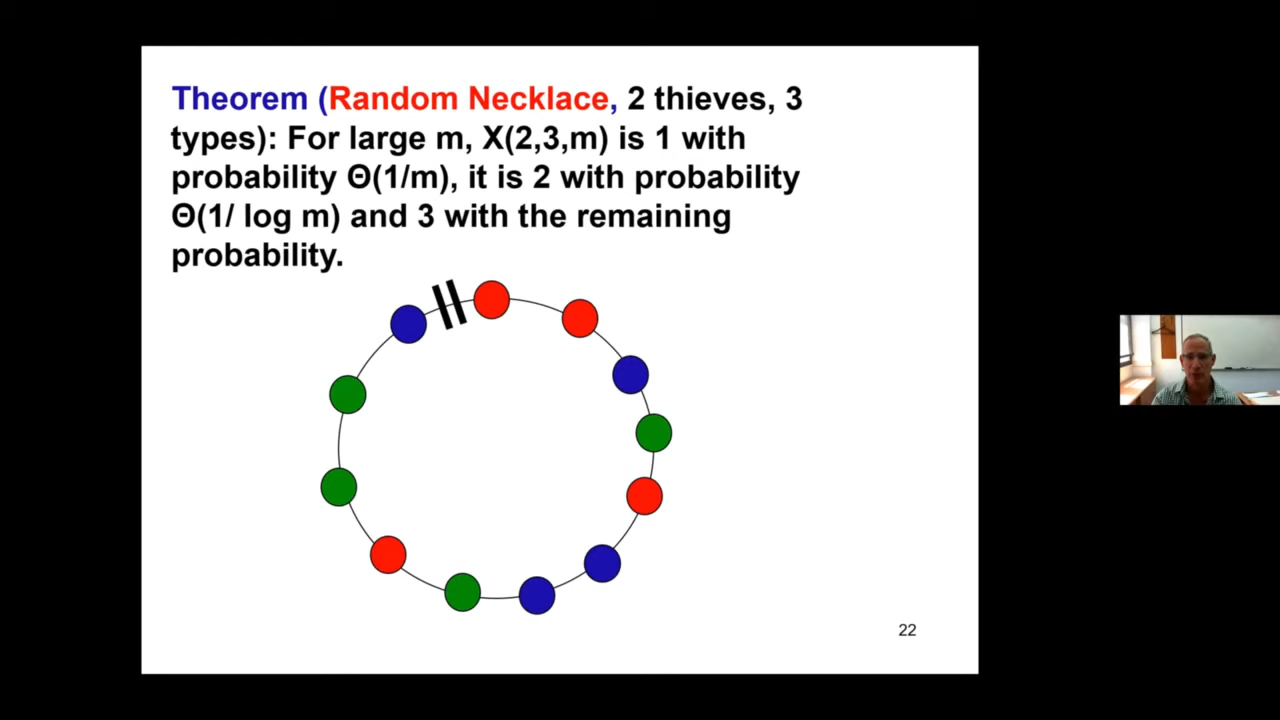 Theorem (Random Necklace, 2 thieves, 3
types): For large m, X(2,3,m) is 1 with
probability Θ(1/m), it is 2 with probability
Θ(1/ log m) and 3 with the remaining
probability.
22